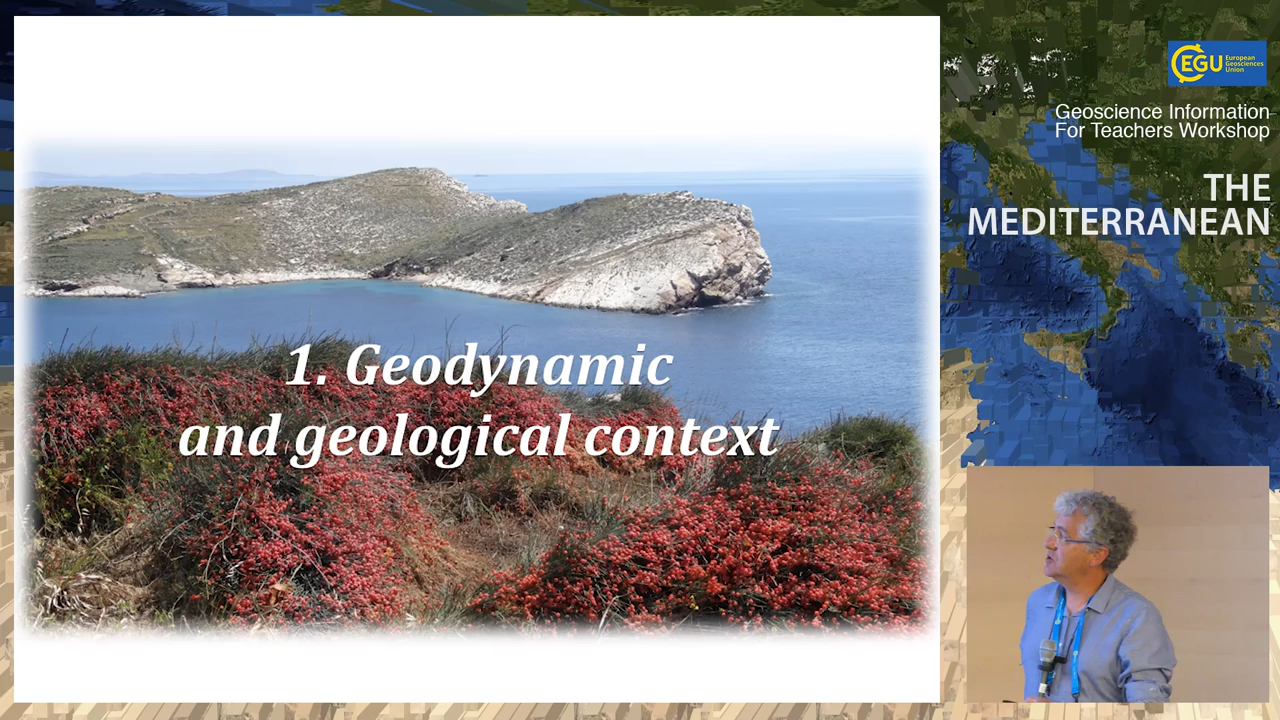 1. Geodynamic
and geological context
EGU
European
Geosciences
Union
Geoscience Information
For Teachers Workshop
THE
MEDITERRANEAN